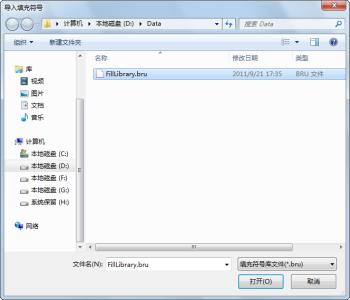 导入填充符号
计算机 ▸ 本地磁盘 (D:) ▸ Data
搜索 Data
组织 新建文件夹
名称 修改日期 类型
FillLibrary.bru 2011/9/21 17:35 BRU 文件
库
视频
图片
文档
音乐
计算机
本地磁盘 (C:)
本地磁盘 (D:)
本地磁盘 (F:)
本地磁盘 (G:)
系统保留 (H:)
网络
文件名(N): FillLibrary.bru 填充符号库文件(*.bru)
打开(O) 取消